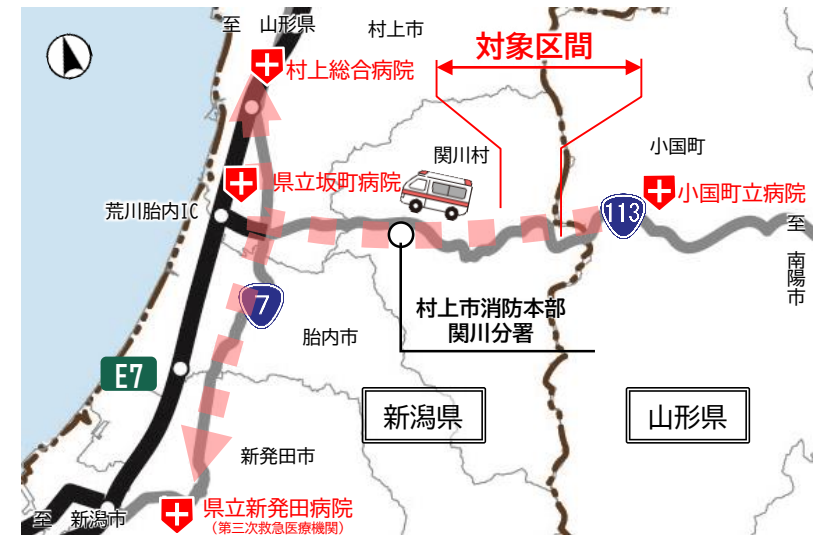 至 山形県
村上市
対象区間
村上総合病院
小国町
関川村
県立坂町病院
小国町立病院
荒川胎内IC
113
至 南陽市
7
村上市消防本部
関川分署
胎内市
E7
新潟県
山形県
新発田市
県立新発田病院
(第三次救急医療機関)
至 新潟市